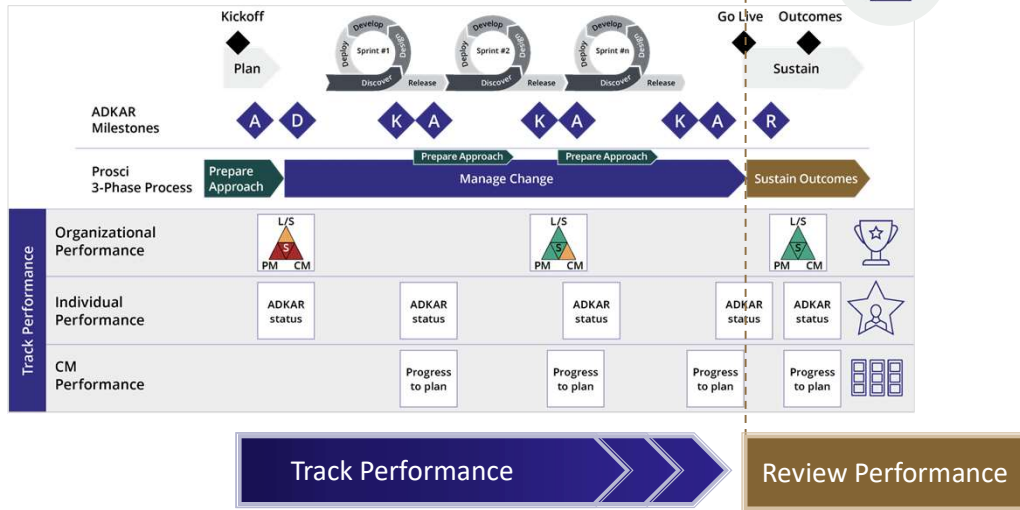 Kickoff
Go Live
Outcomes
Plan
Develop
Design
Deploy
Sprint #1
Discover
Release
Develop
Design
Deploy
Sprint #2
Discover
Release
Develop
Design
Deploy
Sprint #n
Discover
Release
Sustain
ADKAR
Milestones
A
D
K
A
K
A
K
A
R
Prosci
3-Phase Process
Prepare
Approach
Prepare Approach
Prepare Approach
Manage Change
Sustain Outcomes
Track Performance
Organizational
Performance
L/S
S
PM CM
L/S
S
PM CM
L/S
S
PM CM
Individual
Performance
ADKAR
status
ADKAR
status
ADKAR
status
ADKAR
status
ADKAR
status
CM
Performance
Progress
to plan
Progress
to plan
Progress
to plan
Progress
to plan
Track Performance
Review Performance